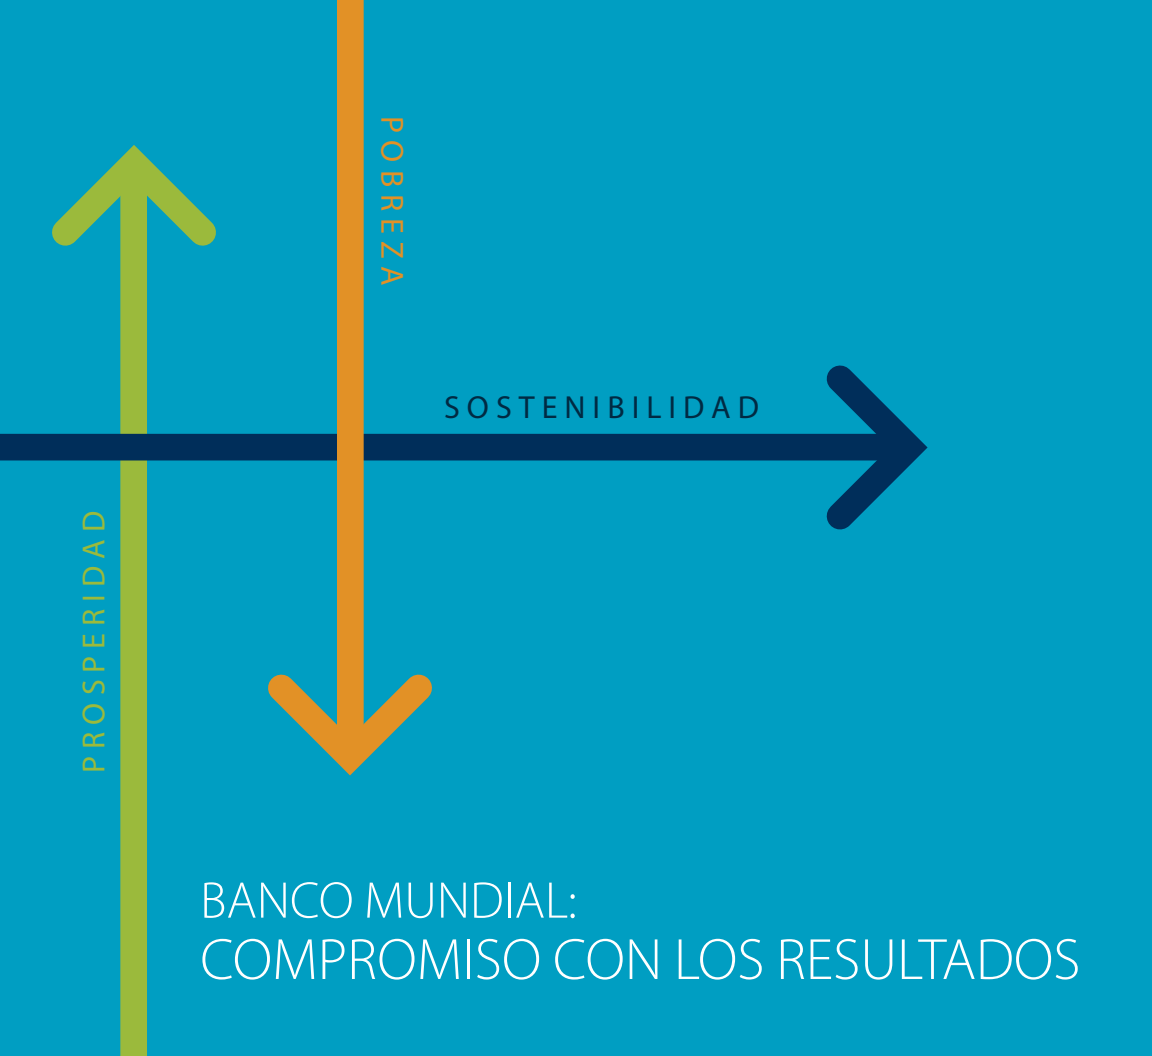 POBREZA
SOSTENIBILIDAD
PROSPERIDAD
BANCO MUNDIAL:
COMPROMISO CON LOS RESULTADOS